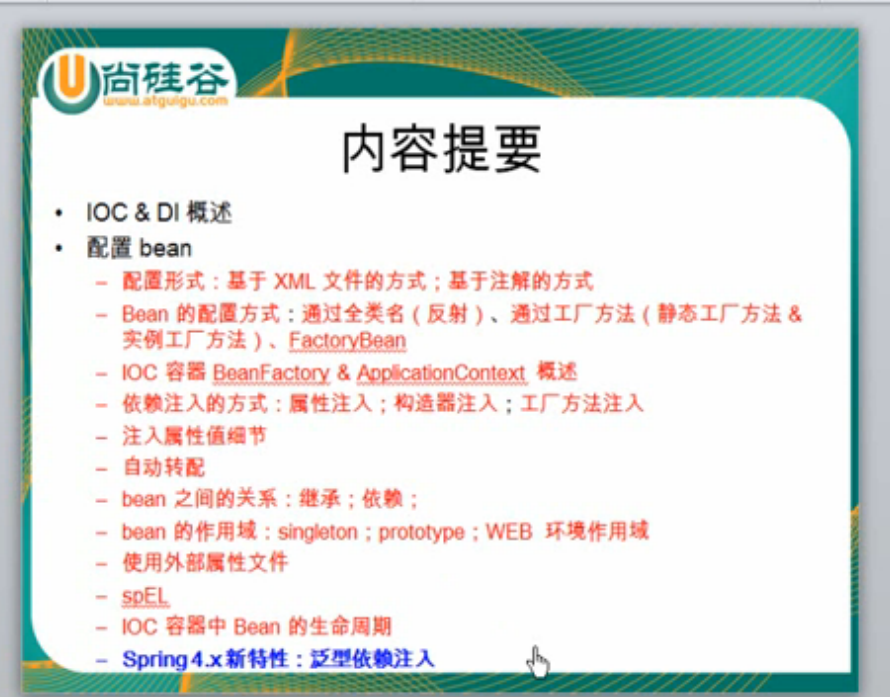 尚硅谷
www.atguigu.com
内容提要
• IOC & DI 概述
• 配置 bean
– 配置形式：基于 XML 文件的方式；基于注解的方式
– Bean 的配置方式：通过全类名（反射）、通过工厂方法（静态工厂方法 &
实例工厂方法）、FactoryBean
– IOC 容器 BeanFactory & ApplicationContext 概述
– 依赖注入的方式：属性注入；构造器注入；工厂方法注入
– 注入属性值细节
– 自动转配
– bean 之间的关系：继承；依赖；
– bean 的作用域：singleton；prototype；WEB 环境作用域
– 使用外部属性文件
– spEL
– IOC 容器中 Bean 的生命周期
– Spring 4.x 新特性：泛型依赖注入